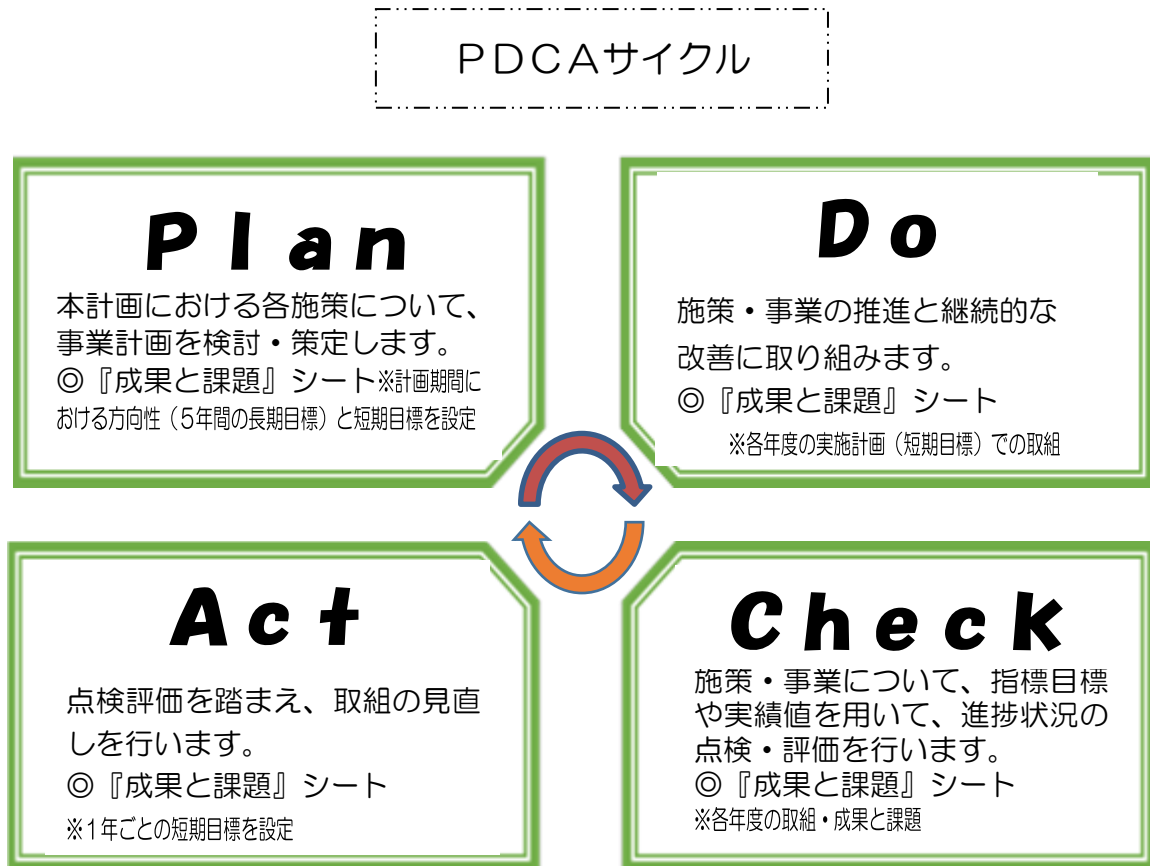 PDCAサイクル
Plan
本計画における各施策について、
事業計画を検討・策定します。
◎『成果と課題』シート※計画期間に
おける方向性（5年間の長期目標）と短期目標を設定
Do
施策・事業の推進と継続的な
改善に取り組みます。
◎『成果と課題』シート
※各年度の実施計画（短期目標）での取組
Act
点検評価を踏まえ、取組の見直
しを行います。
◎『成果と課題』シート
※1年ごとの短期目標を設定
Check
施策・事業について、指標目標
や実績値を用いて、進捗状況の
点検・評価を行います。
◎『成果と課題』シート
※各年度の取組・成果と課題